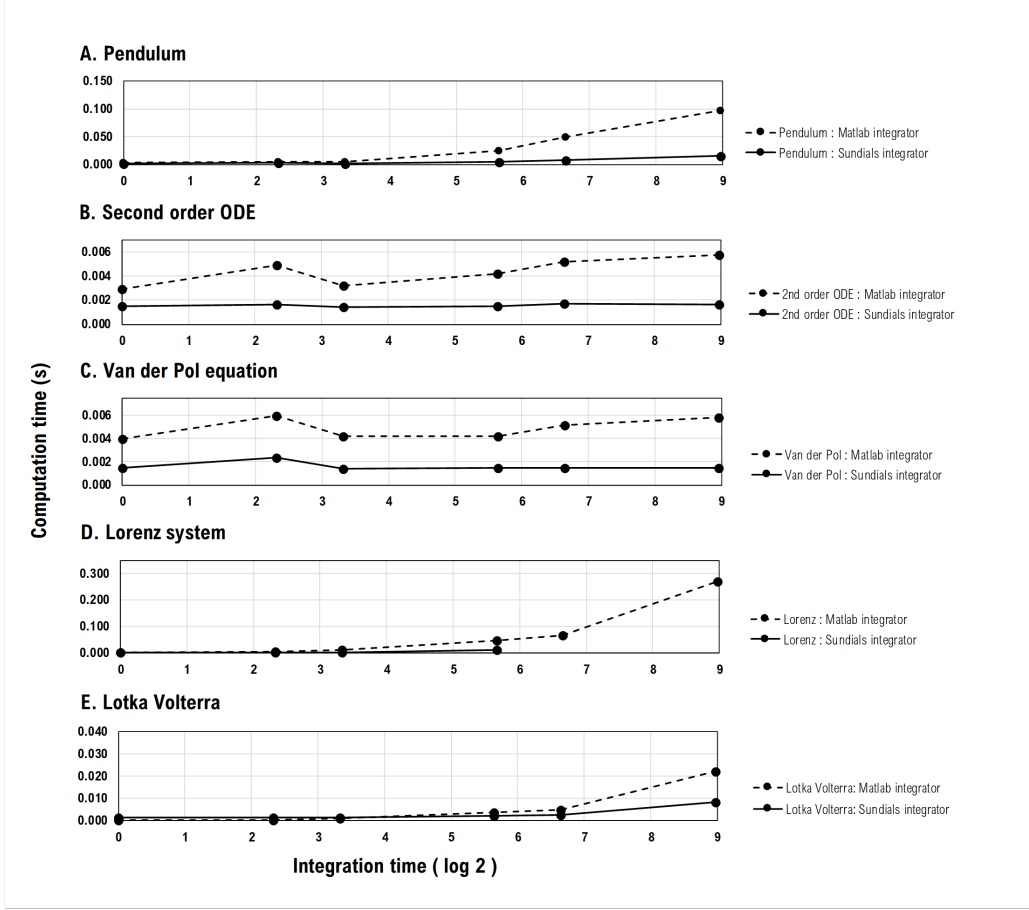 A. Pendulum
0.150
0.100
0.050
0.000
0 1 2 3 4 5 6 7 8 9
Pendulum : Matlab integrator
Pendulum : Sundials integrator
B. Second order ODE
0.006
0.004
0.002
0.000
0 1 2 3 4 5 6 7 8 9
2nd order ODE : Matlab integrator
2nd order ODE : Sundials integrator
C. Van der Pol equation
0.006
0.004
0.002
0.000
0 1 2 3 4 5 6 7 8 9
Van der Pol : Matlab integrator
Van der Pol : Sundials integrator
Computation time (s)
D. Lorenz system
0.300
0.200
0.100
0.000
0 1 2 3 4 5 6 7 8 9
Lorenz : Matlab integrator
Lorenz : Sundials integrator
E. Lotka Volterra
0.040
0.030
0.020
0.010
0.000
0 1 2 3 4 5 6 7 8 9
Lotka Volterra: Matlab integrator
Lotka Volterra: Sundials integrator
Integration time ( log 2 )